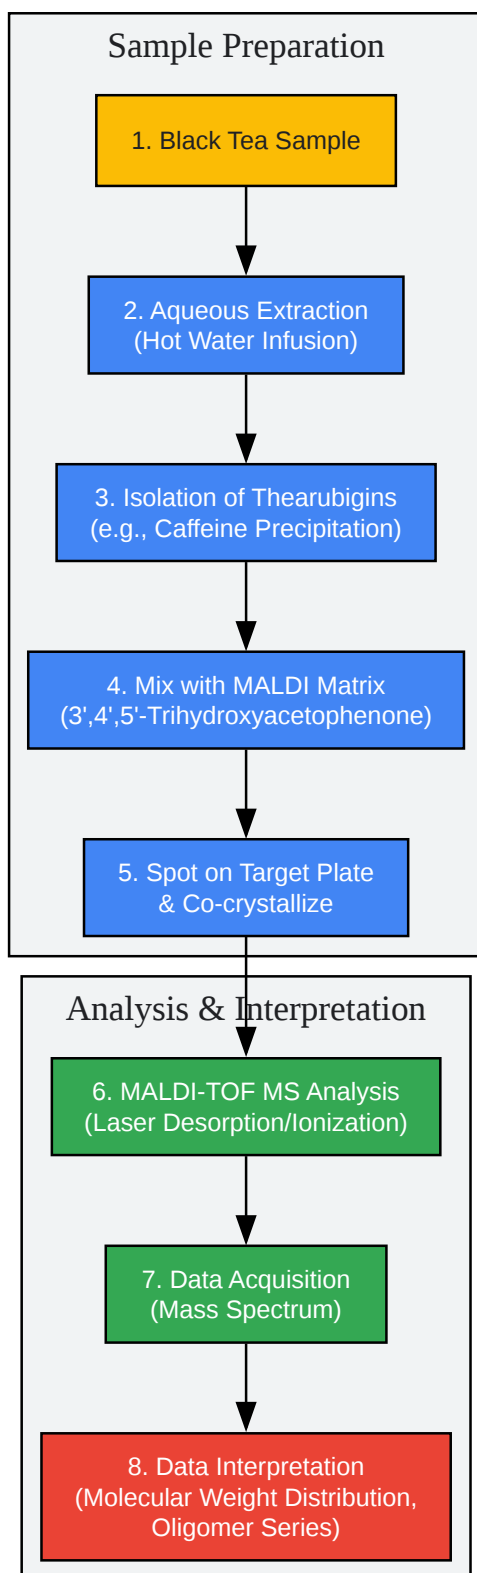 Sample Preparation
1. Black Tea Sample
2. Aqueous Extraction
(Hot Water Infusion)
3. Isolation of Thearubigins
(e.g., Caffeine Precipitation)
4. Mix with MALDI Matrix
(3',4',5'-Trihydroxyacetophenone)
5. Spot on Target Plate
& Co-crystallize
Analysis & Interpretation
6. MALDI-TOF MS Analysis
(Laser Desorption/Ionization)
7. Data Acquisition
(Mass Spectrum)
8. Data Interpretation
(Molecular Weight Distribution,
Oligomer Series)